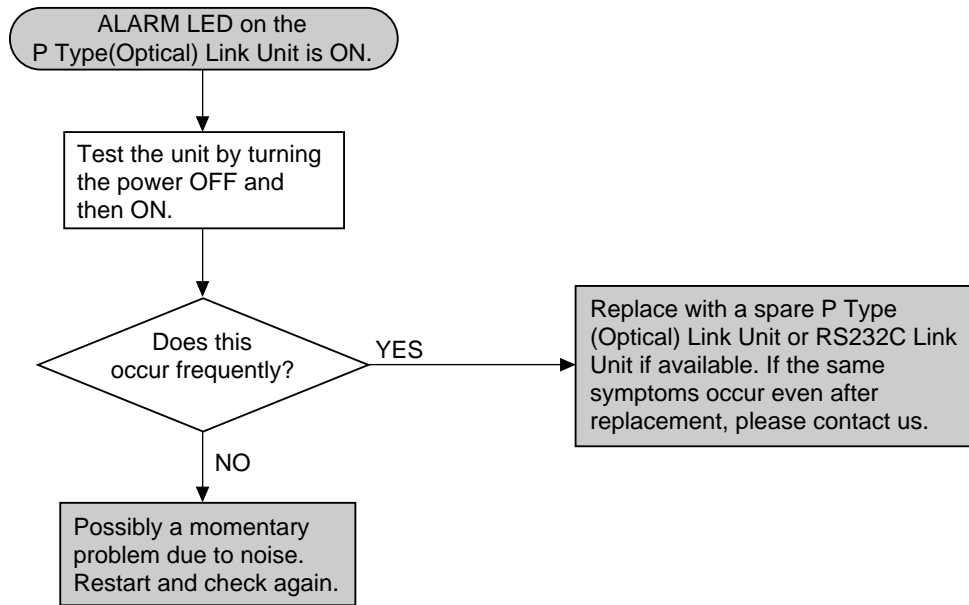 ALARM LED on the
P Type(Optical) Link Unit is ON.
Test the unit by turning
the power OFF and
then ON.
Does this
occur frequently?
YES
Replace with a spare P Type
(Optical) Link Unit or RS232C Link
Unit if available. If the same
symptoms occur even after
replacement, please contact us.
NO
Possibly a momentary
problem due to noise.
Restart and check again.